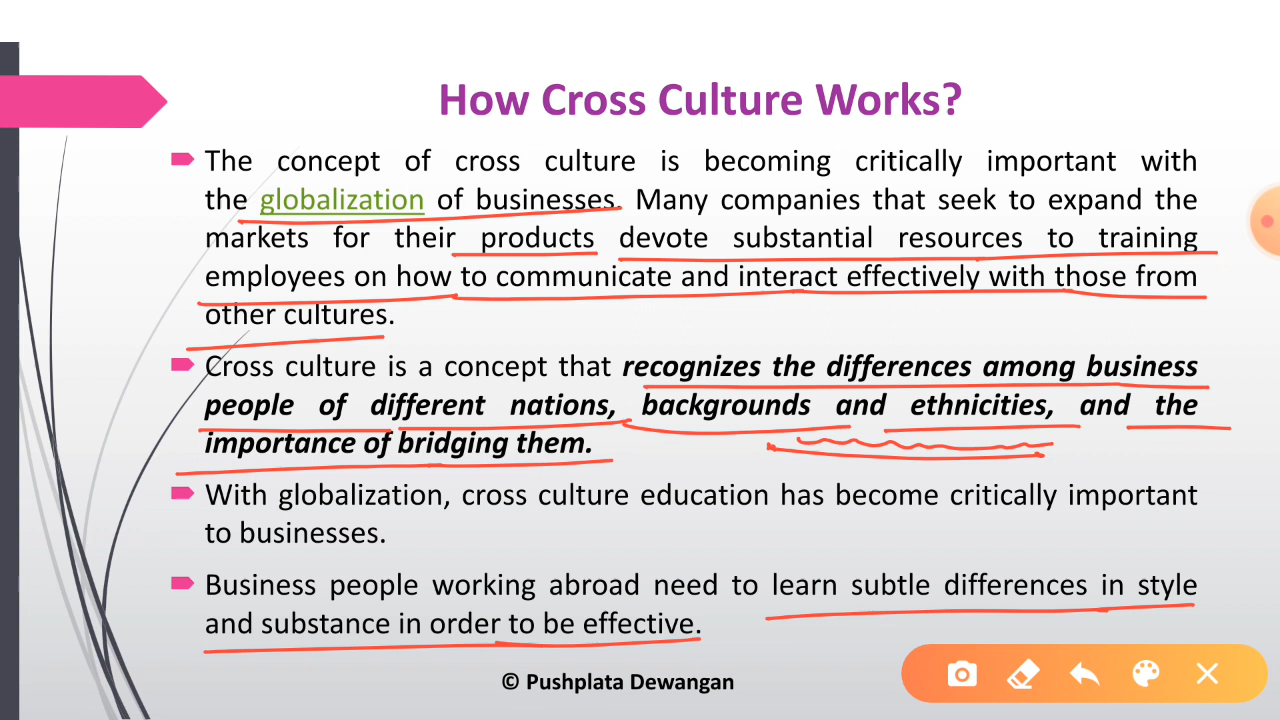 How Cross Culture Works?
The concept of cross culture is becoming critically important with
the globalization of businesses. Many companies that seek to expand the
markets for their products devote substantial resources to training
employees on how to communicate and interact effectively with those from
other cultures.
Cross culture is a concept that recognizes the differences among business
people of different nations, backgrounds and ethnicities, and the
importance of bridging them.
With globalization, cross culture education has become critically important
to businesses.
Business people working abroad need to learn subtle differences in style
and substance in order to be effective.
© Pushplata Dewangan